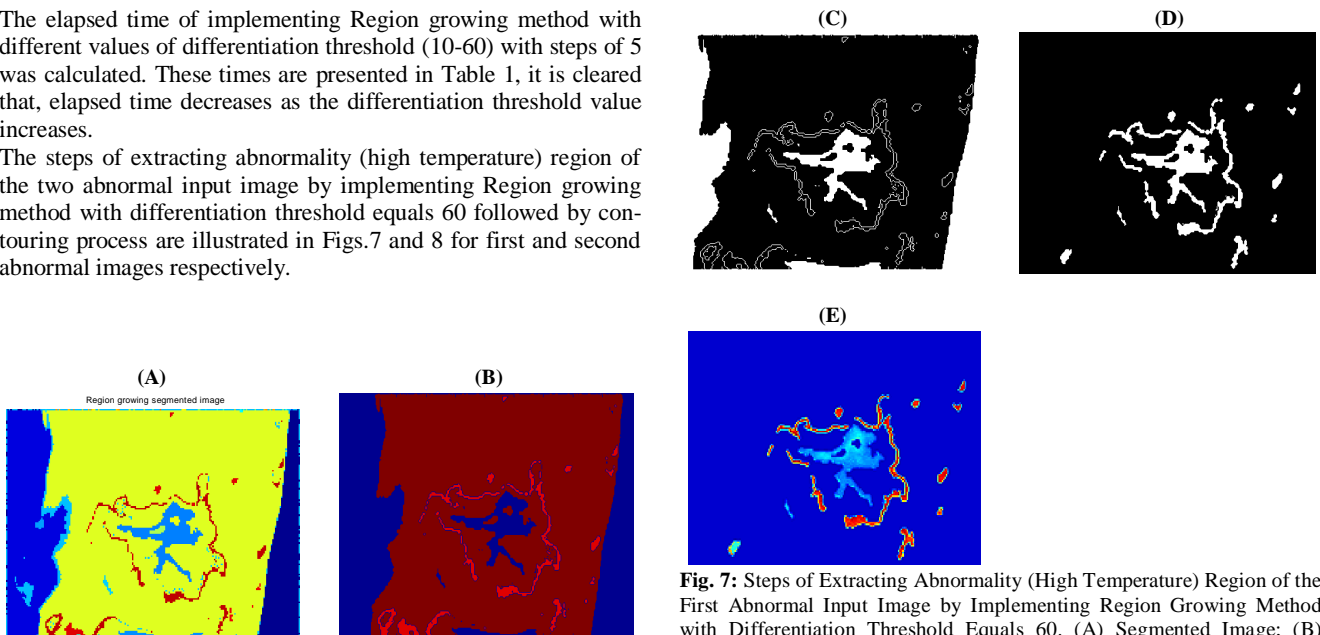 The elapsed time of implementing Region growing method with
different values of differentiation threshold (10-60) with steps of 5
was calculated. These times are presented in Table 1, it is cleared
that, elapsed time decreases as the differentiation threshold value
increases.
The steps of extracting abnormality (high temperature) region of
the two abnormal input image by implementing Region growing
method with differentiation threshold equals 60 followed by con-
touring process are illustrated in Figs.7 and 8 for first and second
abnormal images respectively.
(A)
Region growing segmented image
(B)
(C)
(D)
(E)
Fig. 7: Steps of Extracting Abnormality (High Temperature) Region of the
First Abnormal Input Image by Implementing Region Growing Method
with Differentiation Threshold Equals 60. (A) Segmented Image; (B)